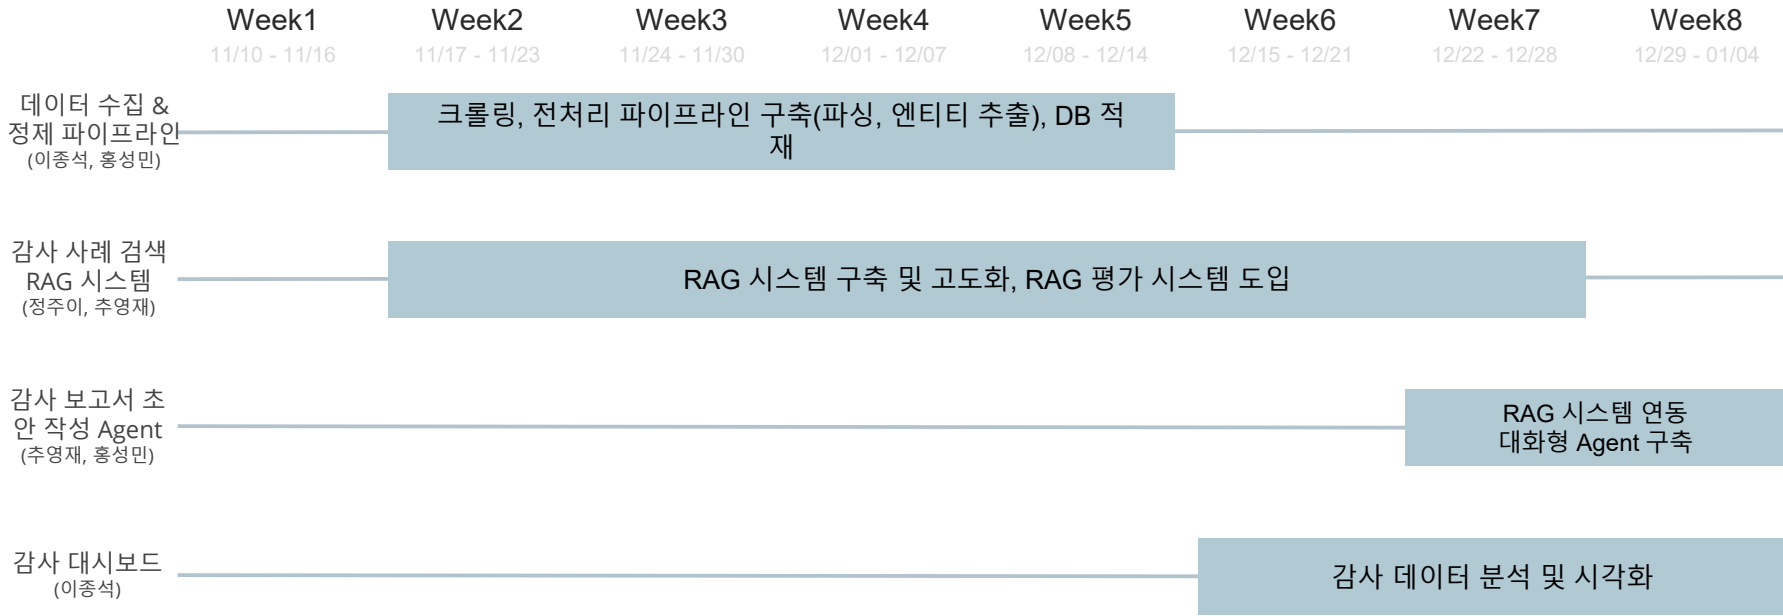 Week1 Week2 Week3 Week4 Week5 Week6 Week7 Week8
11/10 - 11/16 11/17 - 11/23 11/24 - 11/30 12/01 - 12/07 12/08 - 12/14 12/15 - 12/21 12/22 - 12/28 12/29 - 01/04
데이터 수집 &
정제 파이프라인
(이종석, 홍성민)
크롤링, 전처리 파이프라인 구축(파싱, 엔티티 추출), DB 적
재
감사 사례 검색
RAG 시스템
(정주이, 추영재)
RAG 시스템 구축 및 고도화, RAG 평가 시스템 도입
감사 보고서 초
안 작성 Agent
(추영재, 홍성민)
RAG 시스템 연동
대화형 Agent 구축
감사 대시보드
(이종석)
감사 데이터 분석 및 시각화